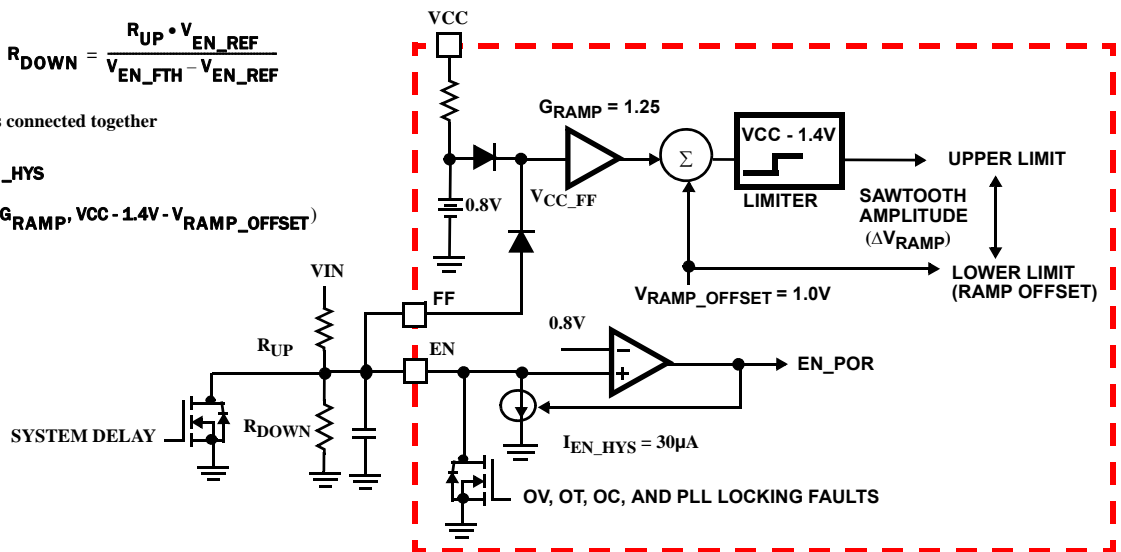 VCC
R_DOWN = R_UP • V_EN_REF / V_EN_FTH – V_EN_REF
G_RAMP = 1.25
s connected together
VCC - 1.4V
Σ
UPPER LIMIT
_HYS
LIMITER
SAWTOOTH
AMPLITUDE
(ΔV_RAMP)
0.8V
V_CC_FF
G_RAMP, VCC - 1.4V - V_RAMP_OFFSET)
LOWER LIMIT
(RAMP OFFSET)
VIN
FF
V_RAMP_OFFSET = 1.0V
0.8V
R_UP
EN
−
+
EN_POR
SYSTEM DELAY
R_DOWN
I_EN_HYS = 30µA
OV, OT, OC, AND PLL LOCKING FAULTS